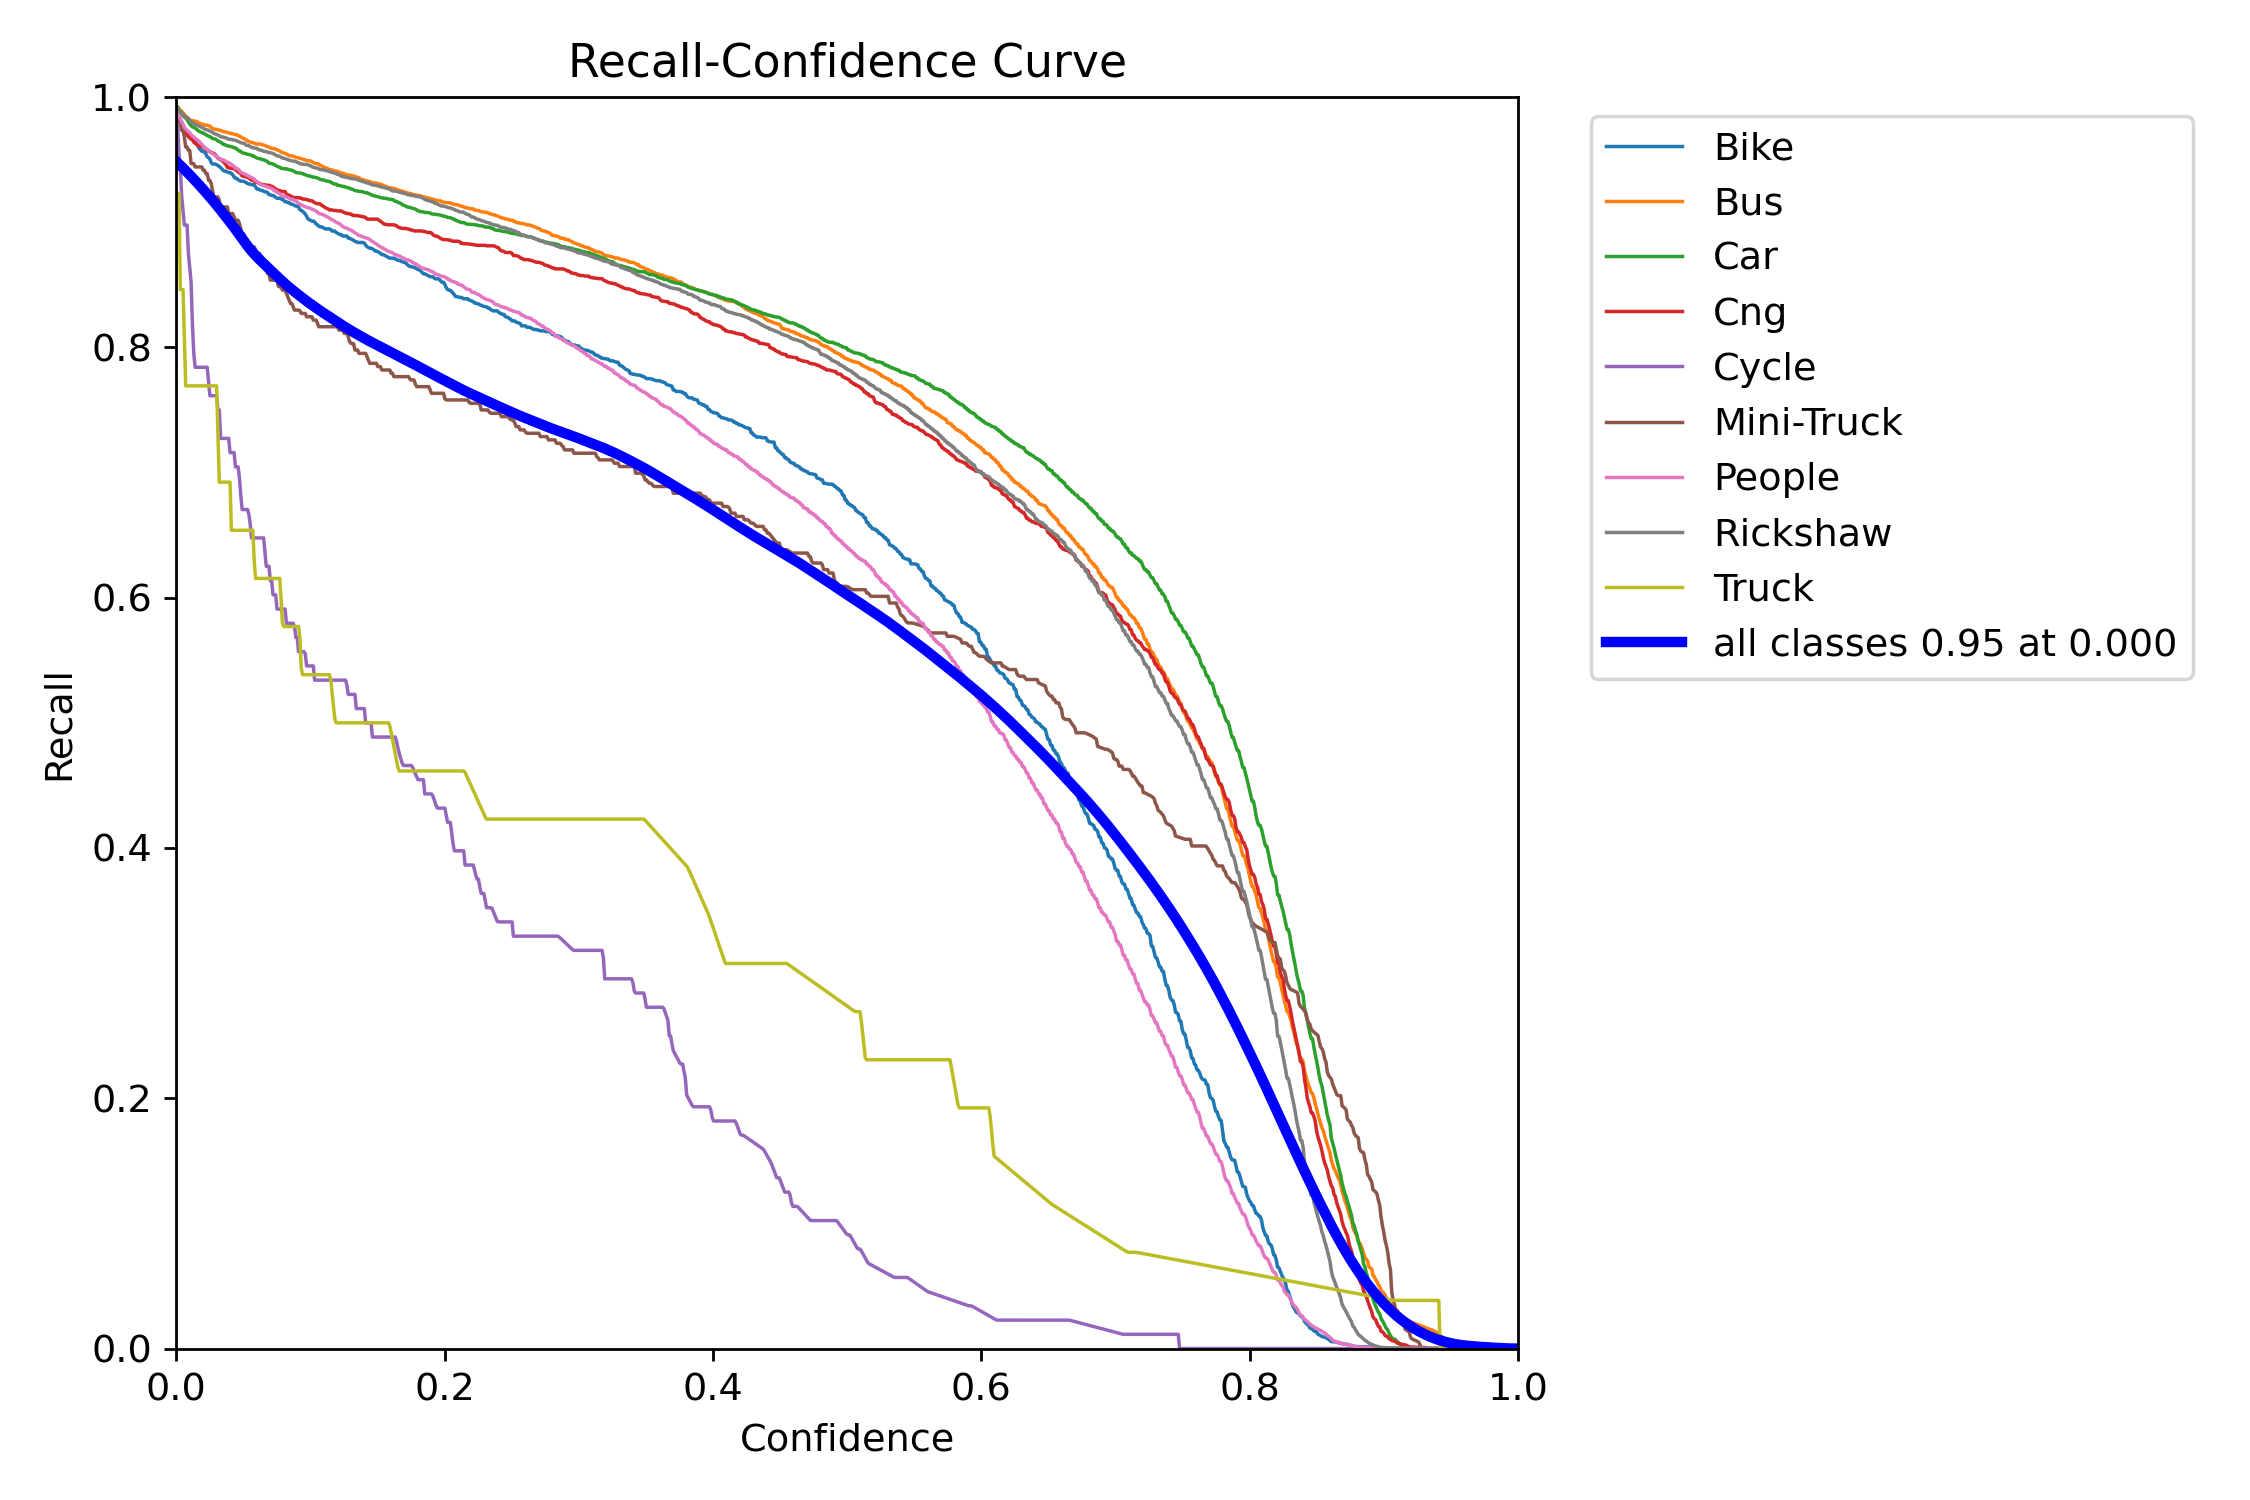 Recall-Confidence Curve
1.0
0.8
0.6
0.4
0.2
0.0
Recall
0.0 0.2 0.4 0.6 0.8 1.0
Confidence
Bike
Bus
Car
Cng
Cycle
Mini-Truck
People
Rickshaw
Truck
all classes 0.95 at 0.000